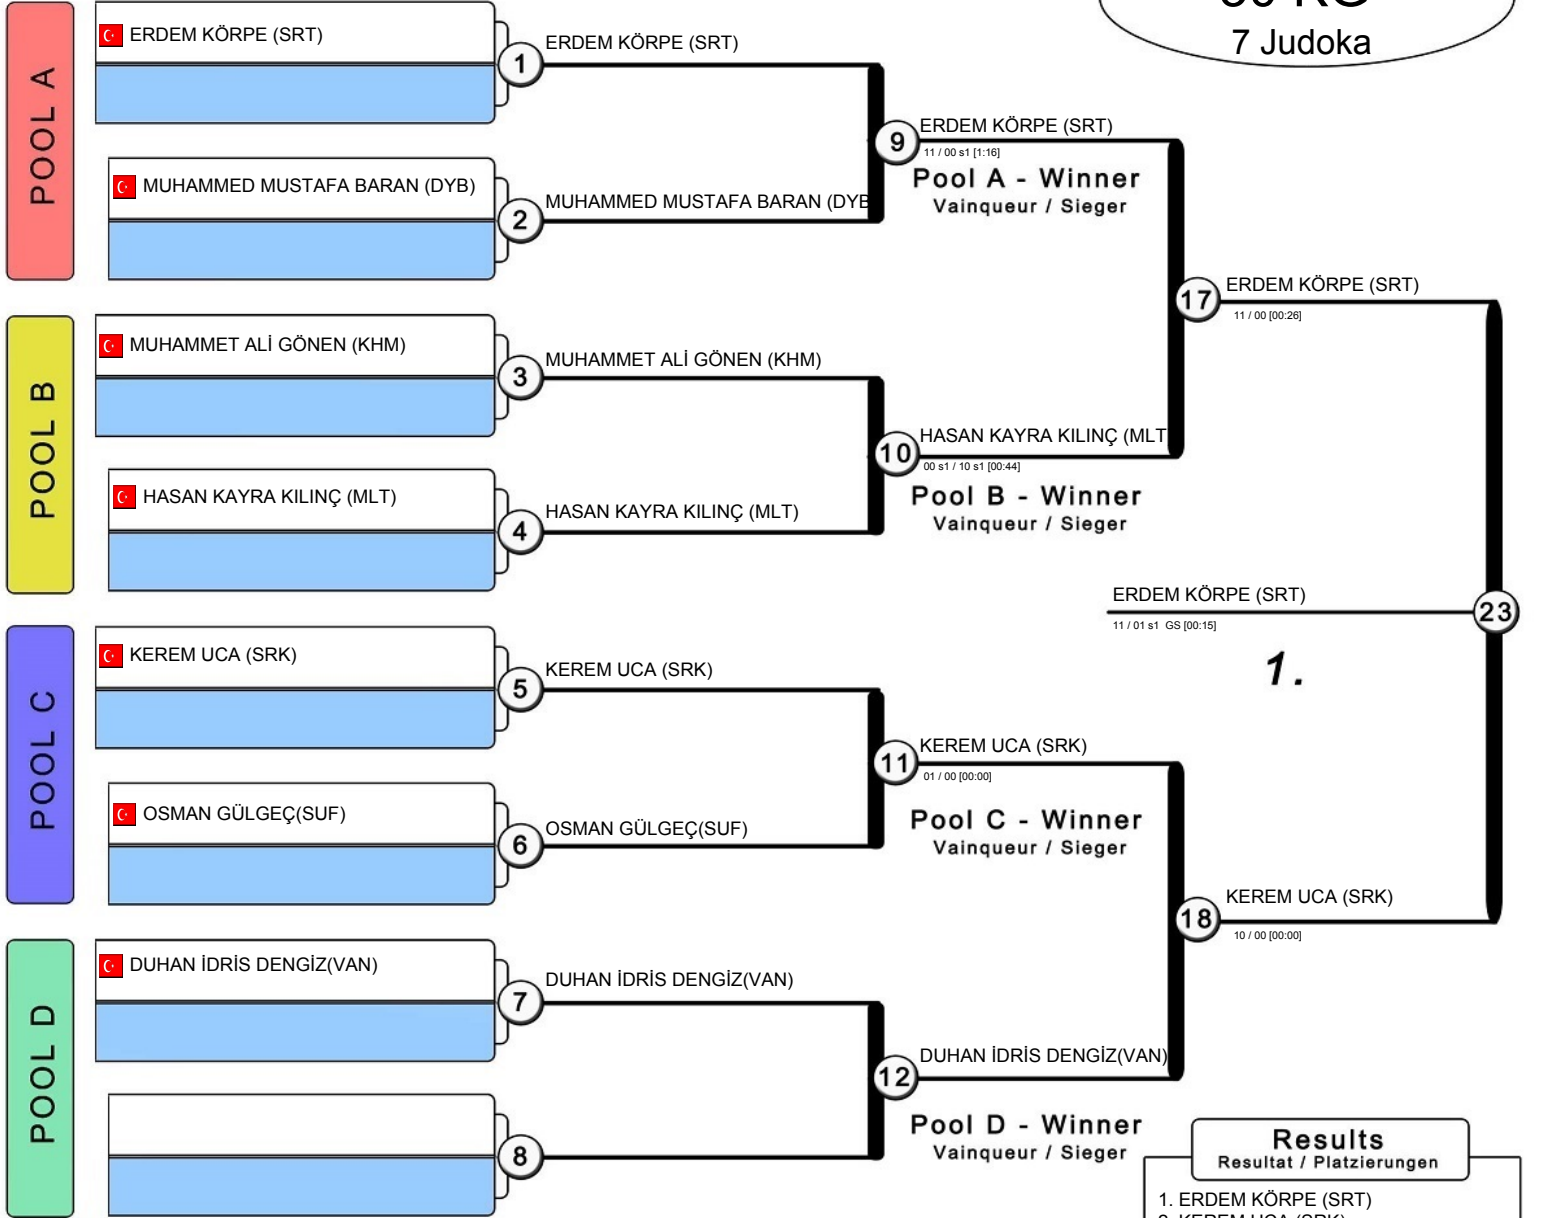 KG
7 Judoka
POOL A
ERDEM KÖRPE (SRT)
1
ERDEM KÖRPE (SRT)
MUHAMMED MUSTAFA BARAN (DYB)
2
MUHAMMED MUSTAFA BARAN (DYB
9
ERDEM KÖRPE (SRT)
11 / 00 s1 [1:16]
Pool A - Winner
Vainqueur / Sieger
POOL B
MUHAMMET ALİ GÖNEN (KHM)
3
MUHAMMET ALİ GÖNEN (KHM)
HASAN KAYRA KILINÇ (MLT)
4
HASAN KAYRA KILINÇ (MLT)
10
HASAN KAYRA KILINÇ (MLT
00 s1 / 10 s1 [00:44]
Pool B - Winner
Vainqueur / Sieger
17
ERDEM KÖRPE (SRT)
11 / 00 [00:26]
ERDEM KÖRPE (SRT)
23
11 / 01 s1 GS [00:15]
1.
POOL C
KEREM UCA (SRK)
5
KEREM UCA (SRK)
OSMAN GÜLGEÇ(SUF)
6
OSMAN GÜLGEÇ(SUF)
11
KEREM UCA (SRK)
01 / 00 [00:00]
Pool C - Winner
Vainqueur / Sieger
18
KEREM UCA (SRK)
10 / 00 [00:00]
POOL D
DUHAN İDRİS DENGİZ(VAN)
7
DUHAN İDRİS DENGİZ(VAN)
8
12
DUHAN İDRİS DENGİZ(VAN)
Pool D - Winner
Vainqueur / Sieger
Results
Resultat / Platzierungen
1. ERDEM KÖRPE (SRT)
2. KEREM UCA (SRK)